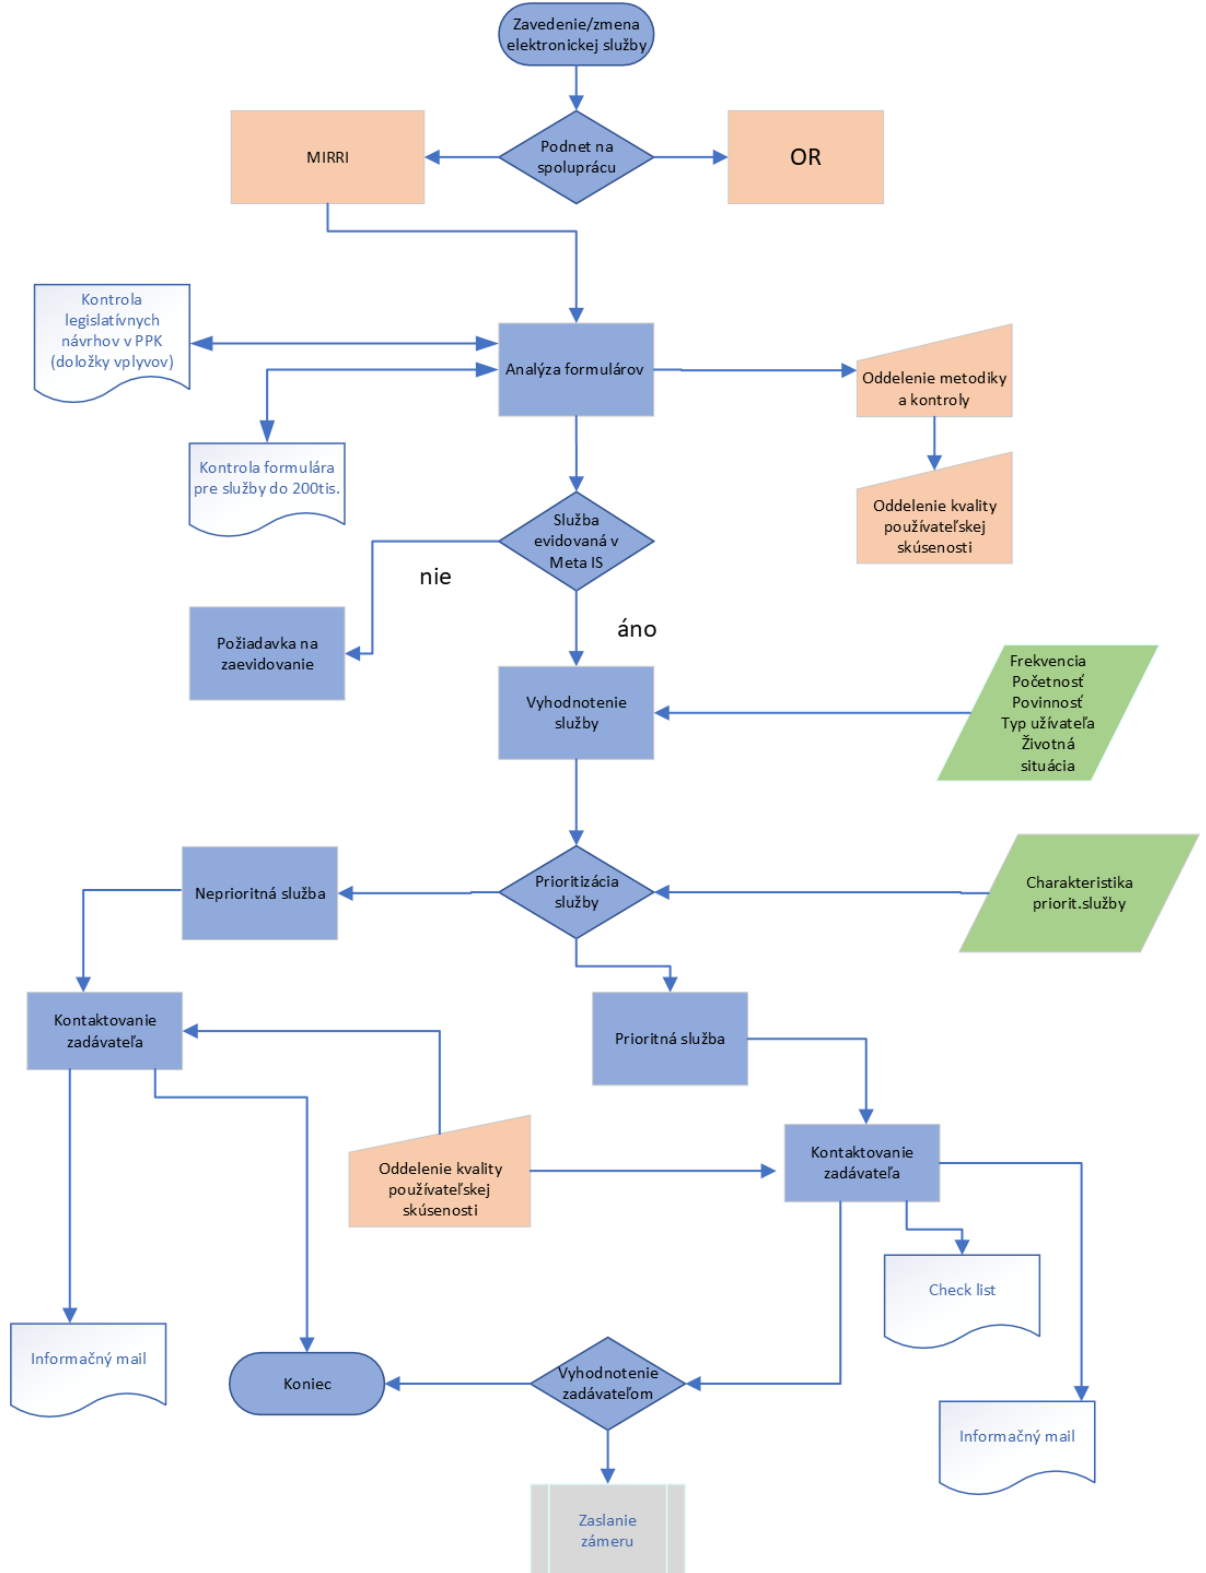 Zavedenie/zmena
elektronickej služby
Podnet na
spoluprácu
MIRRI
OR
Kontrola
legislatívnych
návrhov v PPK
(doložky vplyvov)
Analýza formulárov
Oddelenie metodiky
a kontroly
Kontrola formulára
pre služby do 200tis.
Oddelenie kvality
používateľskej
skúsenosti
Služba
evidovaná v
Meta IS
nie
áno
Požiadavka na
zaevidovanie
Vyhodnotenie
služby
Frekvencia
Početnosť
Povinnosť
Typ užívateľa
Životná
situácia
Neprioritná služba
Prioritizácia
služby
Charakteristika
priorit.služby
Kontaktovanie
zadávateľa
Prioritná služba
Oddelenie kvality
používateľskej
skúsenosti
Kontaktovanie
zadávateľa
Check list
Informačný mail
Koniec
Vyhodnotenie
zadávateľom
Informačný mail
Zaslanie
zámeru